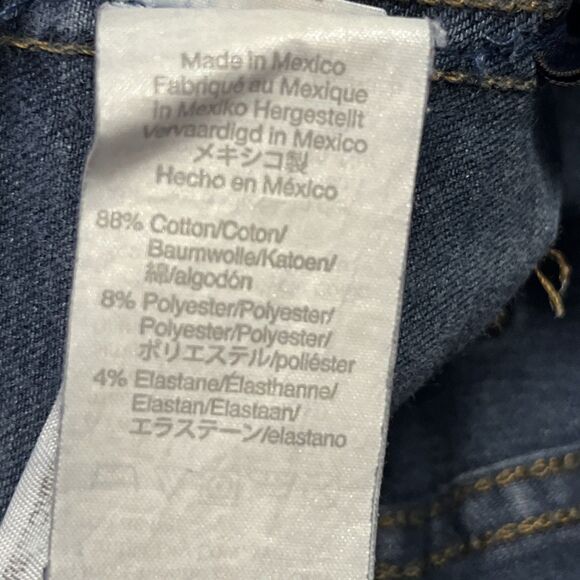 Made in Mexico
Fabriqué au Mexique
in Mexiko Hergestellt
vervaardigd in Mexico
メキシコ製
Hecho en México
88% Cotton/Coton/
Baumwolle/Katoen/
綿/algodón
8% Polyester/Polyester/
Polyester/Polyester/
ポリエステル/poliéster
4% Elastane/Élasthanne/
Elastan/Elastaan/
エラステーン/elastano